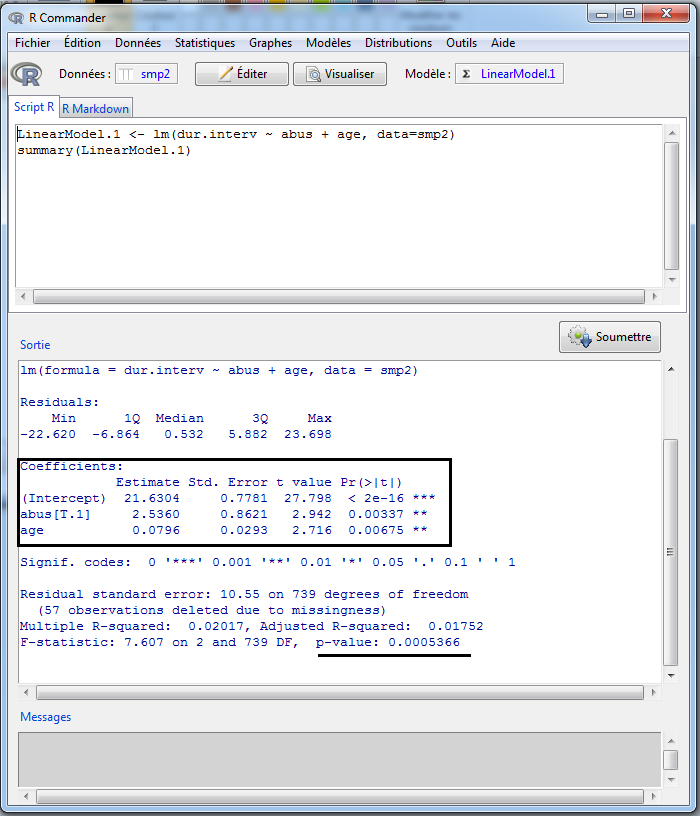 R Commander
Fichier Édition Données Statistiques Graphes Modèles Distributions Outils Aide
R Données : smp2 Éditer Visualiser Modèle : Σ LinearModel.1
Script R R Markdown
LinearModel.1 <- lm(dur.interv ~ abus + age, data=smp2)
summary(LinearModel.1)
Soumettre
Sortie
lm(formula = dur.interv ~ abus + age, data = smp2)
Residuals:
    Min      1Q  Median      3Q     Max
-22.620  -6.864   0.532   5.882  23.698
Coefficients:
            Estimate Std. Error t value Pr(>|t|)
(Intercept)  21.6304     0.7781  27.798  < 2e-16 ***
abus[T.1]     2.5360     0.8621   2.942  0.00337 **
age           0.0796     0.0293   2.716  0.00675 **
Signif. codes:  0 '***' 0.001 '**' 0.01 '*' 0.05 '.' 0.1 ' ' 1
Residual standard error: 10.55 on 739 degrees of freedom
  (57 observations deleted due to missingness)
Multiple R-squared:  0.02017, Adjusted R-squared:  0.01752
F-statistic: 7.607 on 2 and 739 DF,  p-value: 0.0005366
Messages